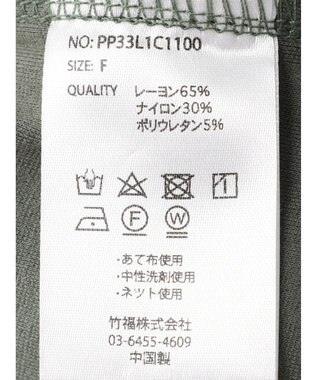 NO: PP33L1C1100
SIZE: F
QUALITY レーヨン65%
ナイロン30%
ポリウレタン5%
F W
・あて布使用
・中性洗剤使用
・ネット使用
竹福株式会社
03-6455-4609
中国製